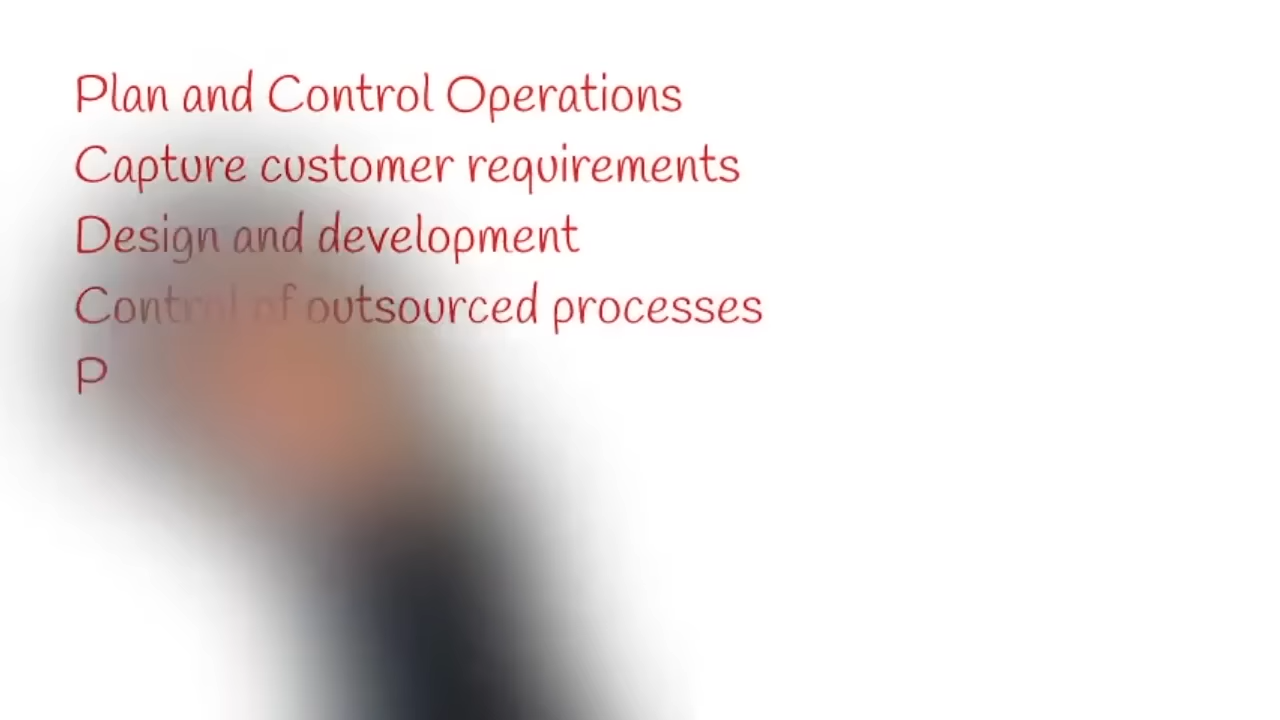 Plan and Control Operations
Capture customer requirements
Design and development
Control of outsourced processes
P